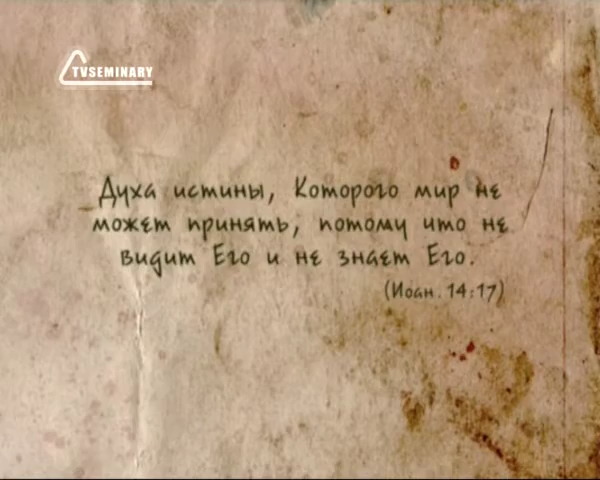 TVSEMINARY
Духа истины, Которого мир не
может принять, потому что не
видит Его и не знает Его.
(Иоан. 14:17)